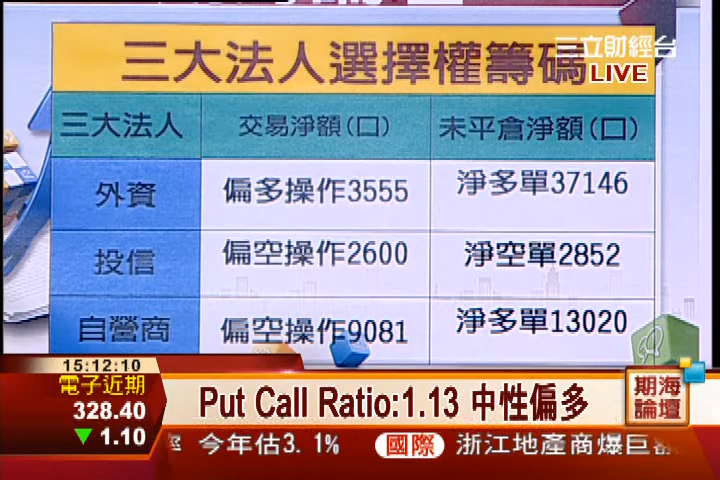 三大法人選擇權籌碼
三立財經台
LIVE
三大法人 交易淨額(口) 未平倉淨額(口)
外資 偏多操作3555 淨多單37146
投信 偏空操作2600 淨空單2852
自營商 偏空操作9081 淨多單13020
15:12:10
電子近期
328.40
▼1.10
Put Call Ratio:1.13 中性偏多
期海
論壇
今年估3.1% 國際 浙江地產商爆巨